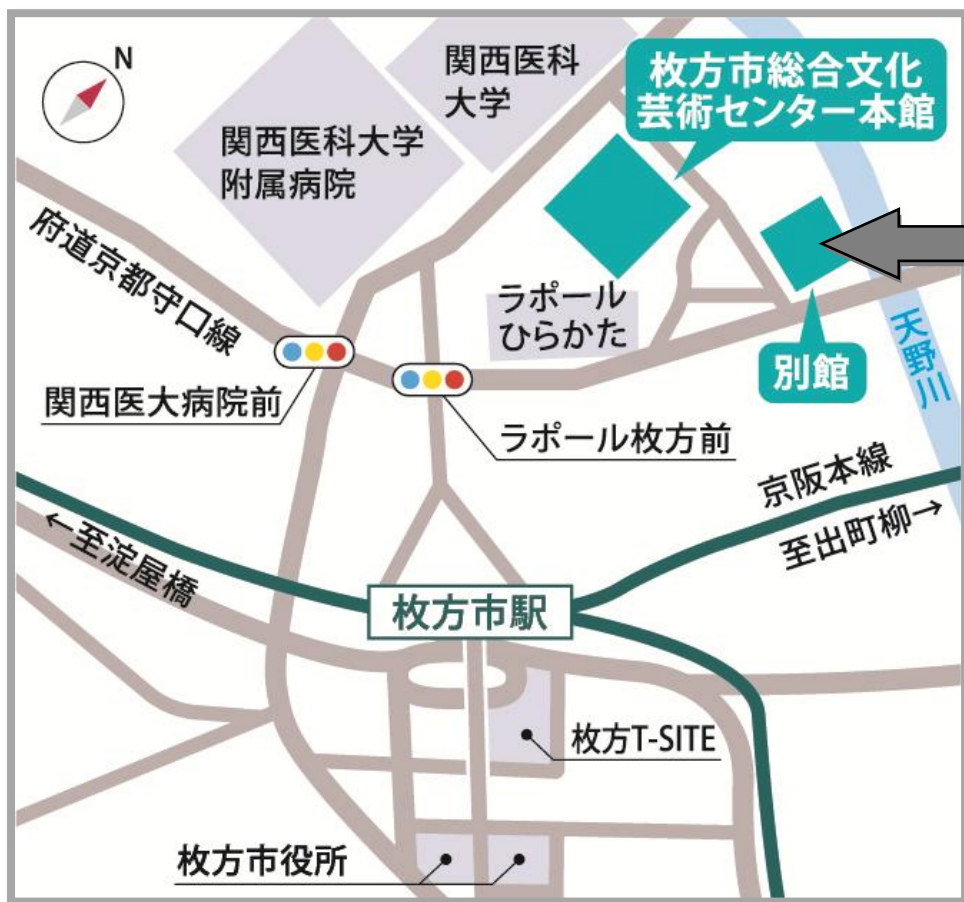 N
関西医科
大学
枚方市総合文化
芸術センター本館
関西医科大学
附属病院
府道京都守口線
ラポール
ひらかた
別館
天野川
関西医大病院前
ラポール枚方前
京阪本線
至出町柳→
←至淀屋橋
枚方市駅
枚方T-SITE
枚方市役所